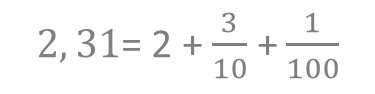 2, 31= 2 + 3/10 + 1/100